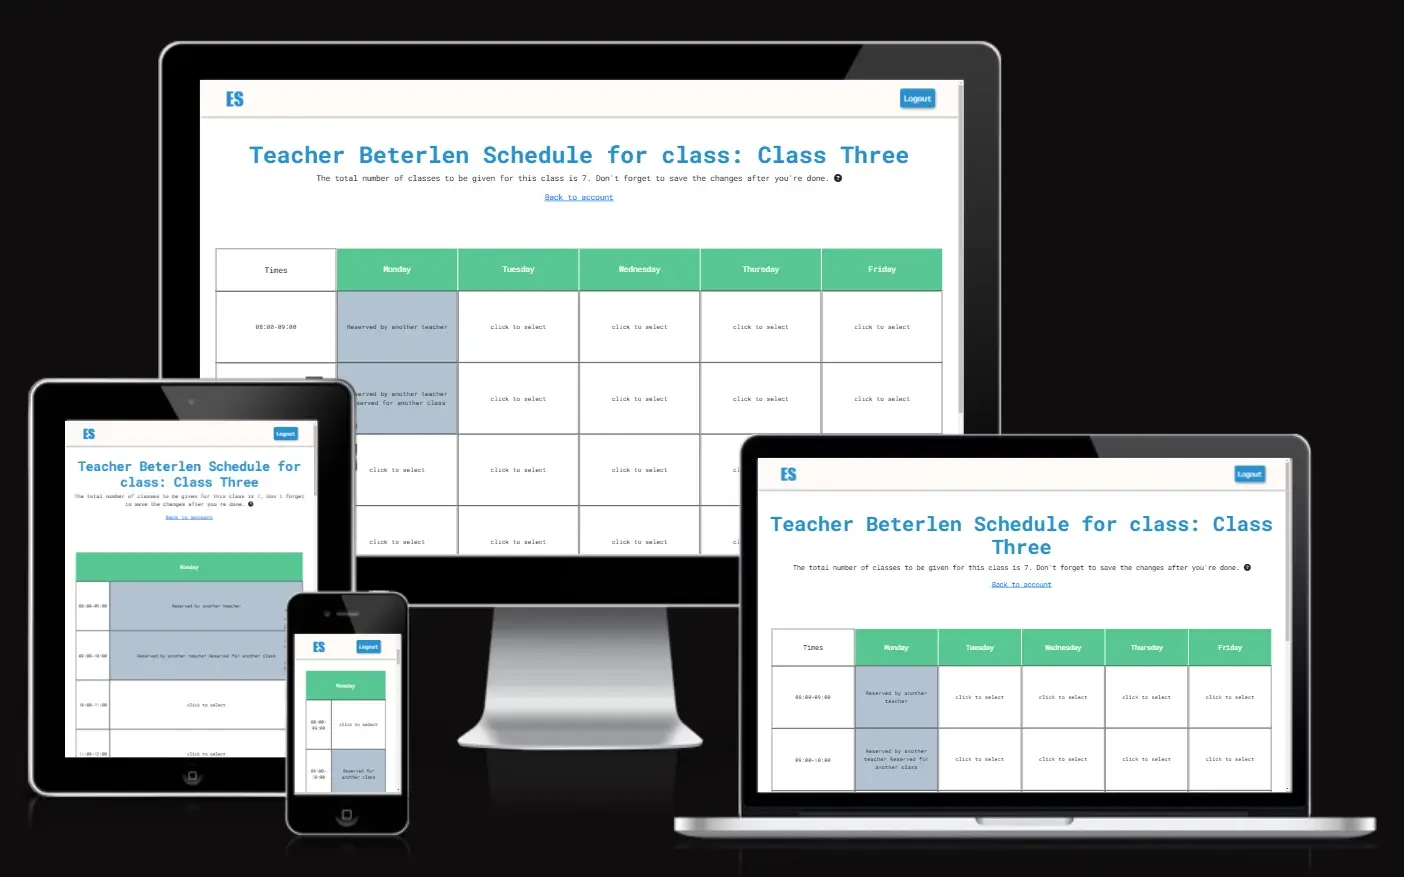 ES
Logout
Teacher Beterlen Schedule for class: Class Three
The total number of classes to be given for this class is 7. Don't forget to save the changes after you're done.
Back to account
Times Monday Tuesday Wednesday Thursday Friday
08:00-09:00 Reserved by another teacher click to select click to select click to select click to select
another teacher click to select click to select click to select click to select
for another class
click to select click to select click to select
click to select click to select click to select
ES
Logout
Teacher Beterlen Schedule for
class: Class Three
The total number of classes to be given for this class is 7. Don't forget
to save the changes after you're done.
Back to account
Monday
08:00-09:00 Reserved by another teacher
09:00-10:00 Reserved by another teacher Reserved for another class
10:00-11:00 click to select
11:00-12:00 click to select
ES
Logout
Monday
08:00-
09:00
click to select
09:00-
10:00
Reserved for
another class
ES
Logout
Teacher Beterlen Schedule for class: Class
Three
The total number of classes to be given for this class is 7. Don't forget to save the changes after you're done.
Back to account
Times Monday Tuesday Wednesday Thursday Friday
08:00-09:00 Reserved by another
teacher
click to select click to select click to select click to select
09:00-10:00 Reserved by another
teacher Reserved for
another class
click to select click to select click to select click to select